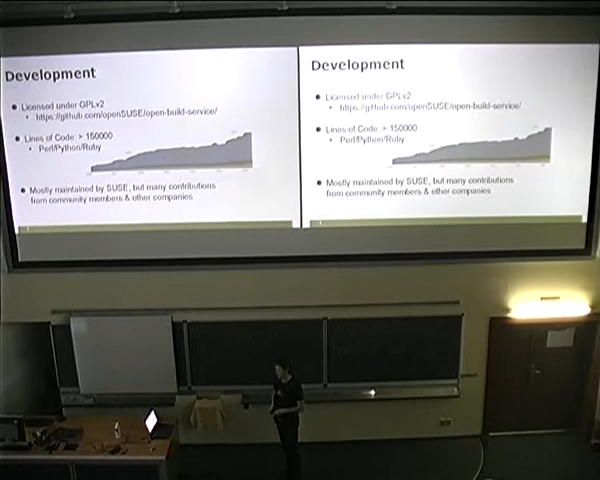 Development
Licensed under GPLv2
https://github.com/openSUSE/open-build-service/
Lines of Code: > 150000
Perl/Python/Ruby
Mostly maintained by SUSE, but many contributions
from community members & other companies
Development
Licensed under GPLv2
https://github.com/openSUSE/open-build-service/
Lines of Code: > 150000
Perl/Python/Ruby
Mostly maintained by SUSE, but many contributions
from community members & other companies